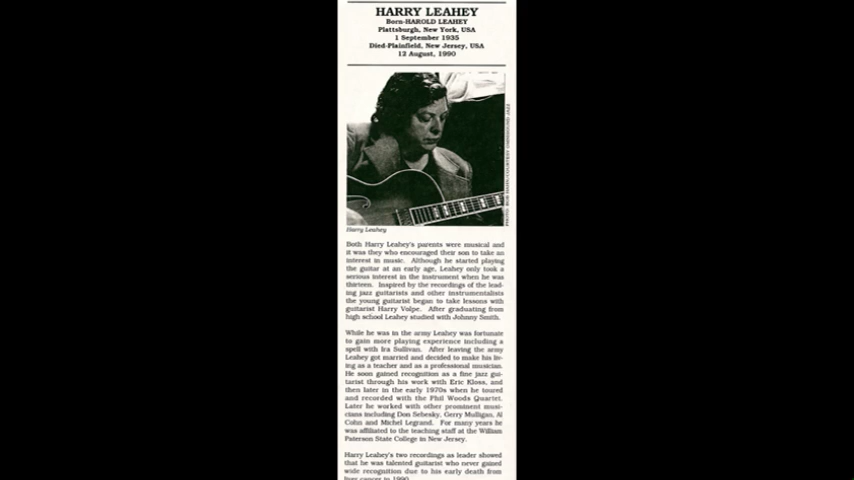 HARRY LEAHEY
Born-HAROLD LEAHEY
Plattsburgh, New York, USA
1 September 1935
Died-Plainfield, New Jersey, USA
12 August, 1990
Harry Leahey
Both Harry Leahey's parents were musical and
it was they who encouraged their son to take an
interest in music. Although he started playing
the guitar at an early age, Leahey only took a
serious interest in the instrument when he was
thirteen. Inspired by the recordings of the lead-
ing jazz guitarists and other instrumentalists
the young guitarist began to take lessons with
guitarist Harry Volpe. After graduating from
high school Leahey studied with Johnny Smith.
While he was in the army Leahey was fortunate
to gain more playing experience including a
spell with Ira Sullivan. After leaving the army
Leahey got married and decided to make his liv-
ing as a teacher and as a professional musician.
He soon gained recognition as a fine jazz gui-
tarist through his work with Eric Kloss, and
then later in the early 1970s when he toured
and recorded with the Phil Woods Quartet.
Later he worked with other prominent musi-
cians including Don Sebesky, Gerry Mulligan, Al
Cohn and Michel Legrand. For many years he
was affiliated to the teaching staff at the William
Paterson State College in New Jersey.
Harry Leahey's two recordings as leader showed
that he was talented guitarist who never gained
wide recognition due to his early death from
liver cancer in 1990